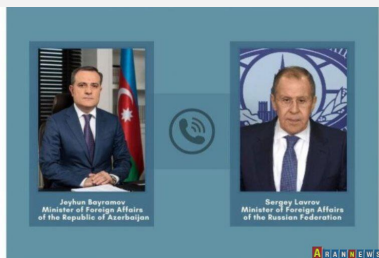 Jeyhun Bayramov
Minister of Foreign Affairs
of the Republic of Azerbaijan
Sergey Lavrov
Minister of Foreign Affairs
of the Russian Federation
ARANNEWS